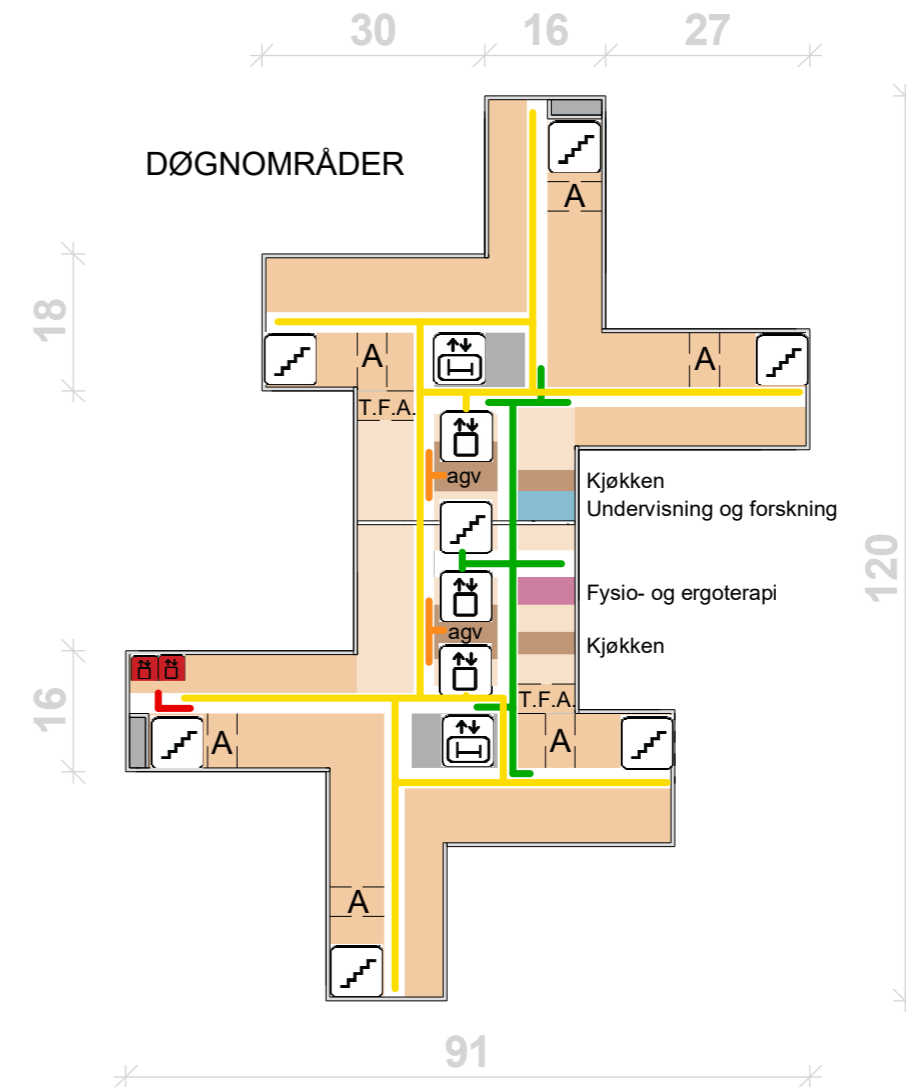 30
16
27
DØGNOMRÅDER
A
18
A
A
T.F.A.
agv
Kjøkken
Undervisning og forskning
120
Fysio- og ergoterapi
agv
Kjøkken
16
T.F.A.
A
A
A
91